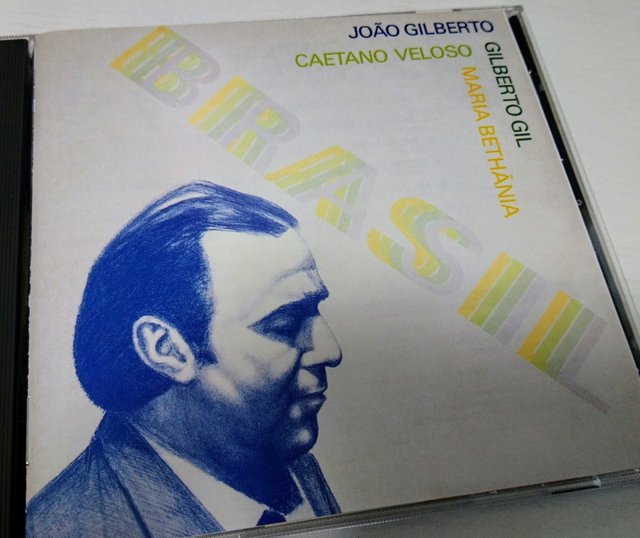 JOÃO GILBERTO
CAETANO VELOSO
GILBERTO GIL
MARIA BETHÂNIA
BRASIL